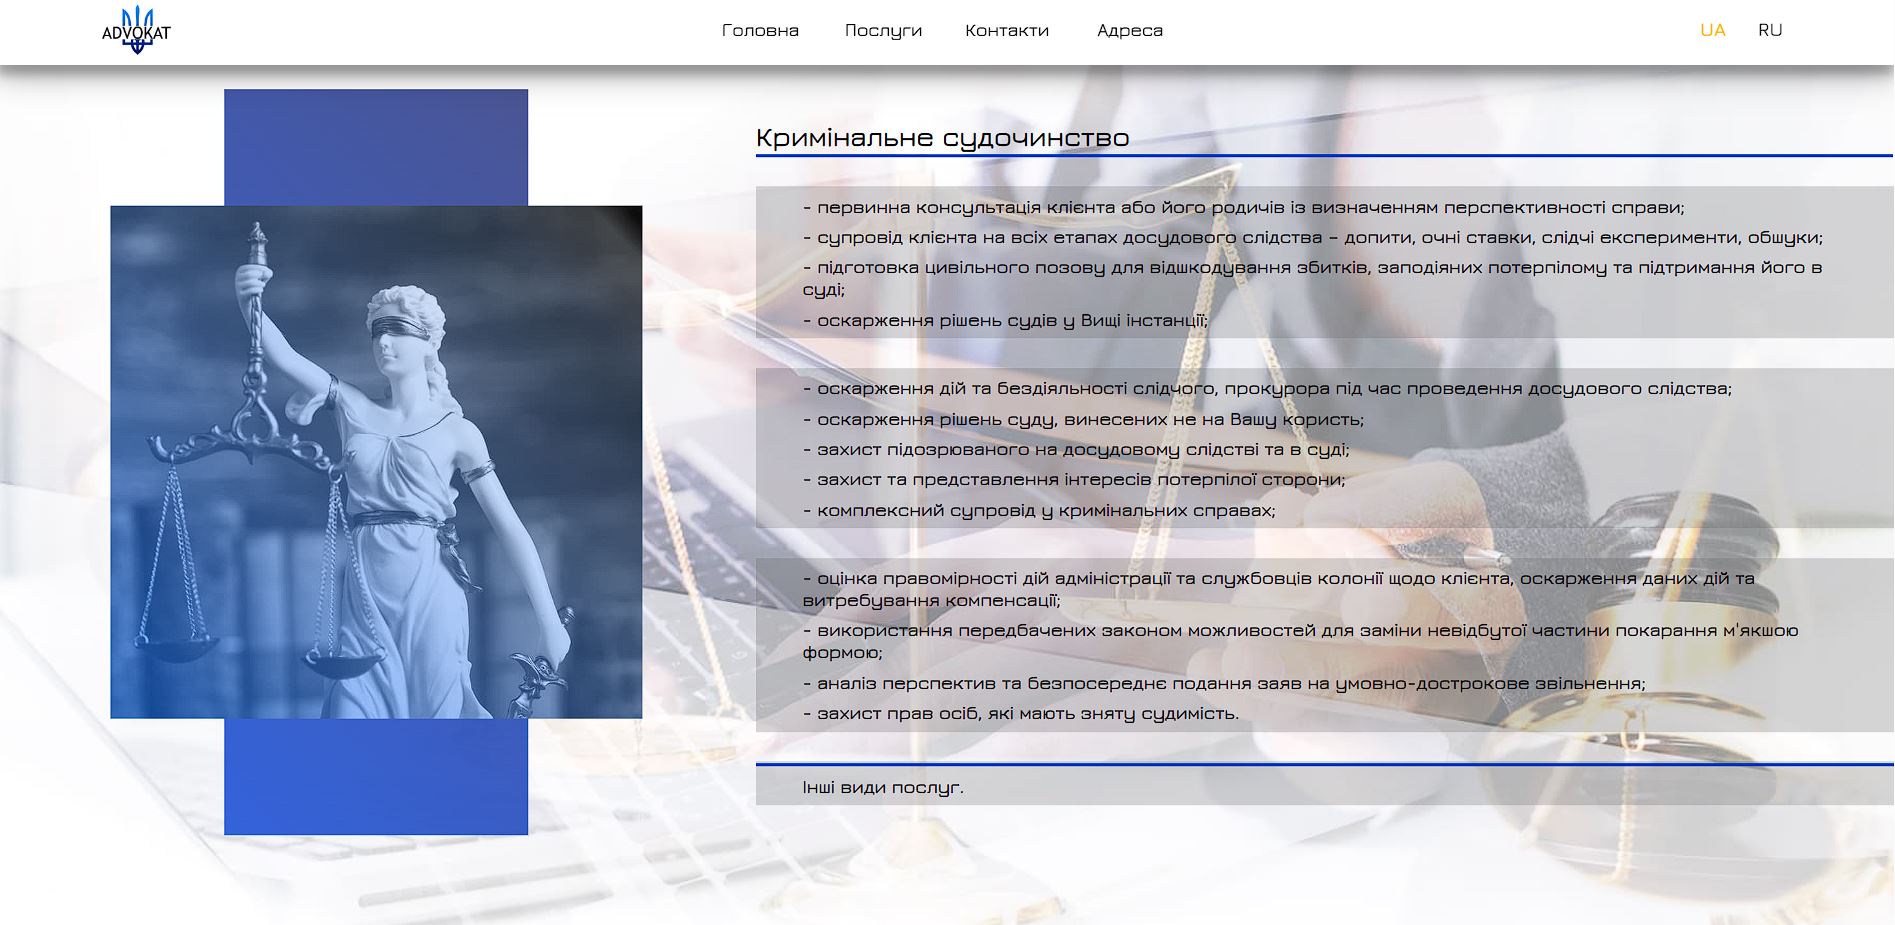 ADVOKAT
Головна Послуги Контакти Адреса
UA RU
Кримінальне судочинство
- первинна консультація клієнта або його родичів із визначенням перспективності справи;
- супровід клієнта на всіх етапах досудового слідства – допити, очні ставки, слідчі експерименти, обшуки;
- підготовка цивільного позову для відшкодування збитків, заподіяних потерпілому та підтримання його в
суді;
- оскарження рішень судів у Вищі інстанції;
- оскарження дій та бездіяльності слідчого, прокурора під час проведення досудового слідства;
- оскарження рішень суду, винесених не на Вашу користь;
- захист підозрюваного на досудовому слідстві та в суді;
- захист та представлення інтересів потерпілої сторони;
- комплексний супровід у кримінальних справах;
- оцінка правомірності дій адміністрації та службовців колонії щодо клієнта, оскарження даних дій та
витребування компенсації;
- використання передбачених законом можливостей для заміни невідбутої частини покарання м'якшою
формою;
- аналіз перспектив та безпосереднє подання заяв на умовно-дострокове звільнення;
- захист прав осіб, які мають зняту судимість.
Інші види послуг.